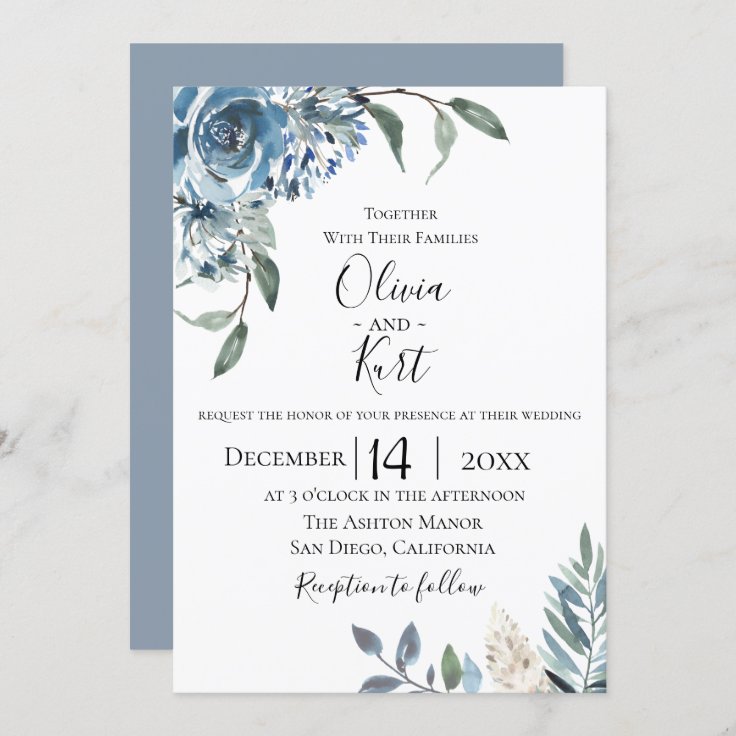 Together
With Their Families
Olivia
~ and ~
Kurt
request the honor of your presence at their wedding
December | 14 | 20XX
at 3 o'clock in the afternoon
The Ashton Manor
San Diego, California
Reception to follow